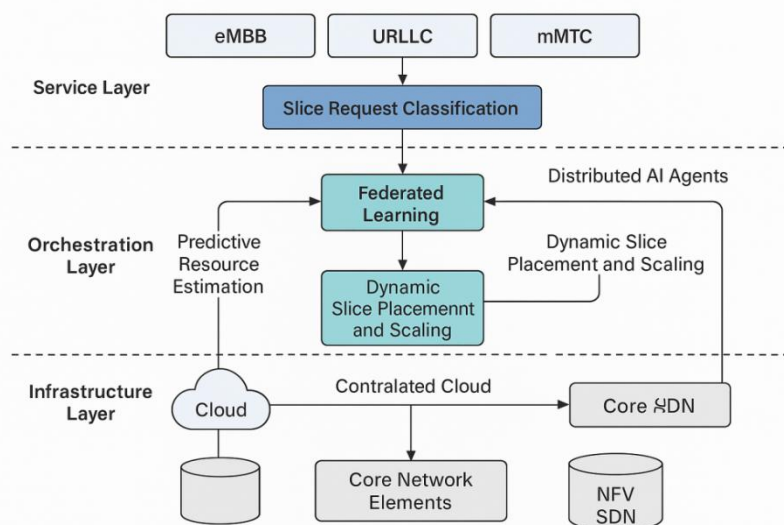 eMBB
URLLC
mMTC
Service Layer
Slice Request Classification
Distributed AI Agents
Federated
Learning
Orchestration
Layer
Predictive
Resource
Estimation
Dynamic Slice
Placement and Scaling
Dynamic
Slice Placemennt
and Scaling
Infrastructure
Layer
Cloud
Contralated Cloud
Core DN
Core Network
Elements
NFV
SDN